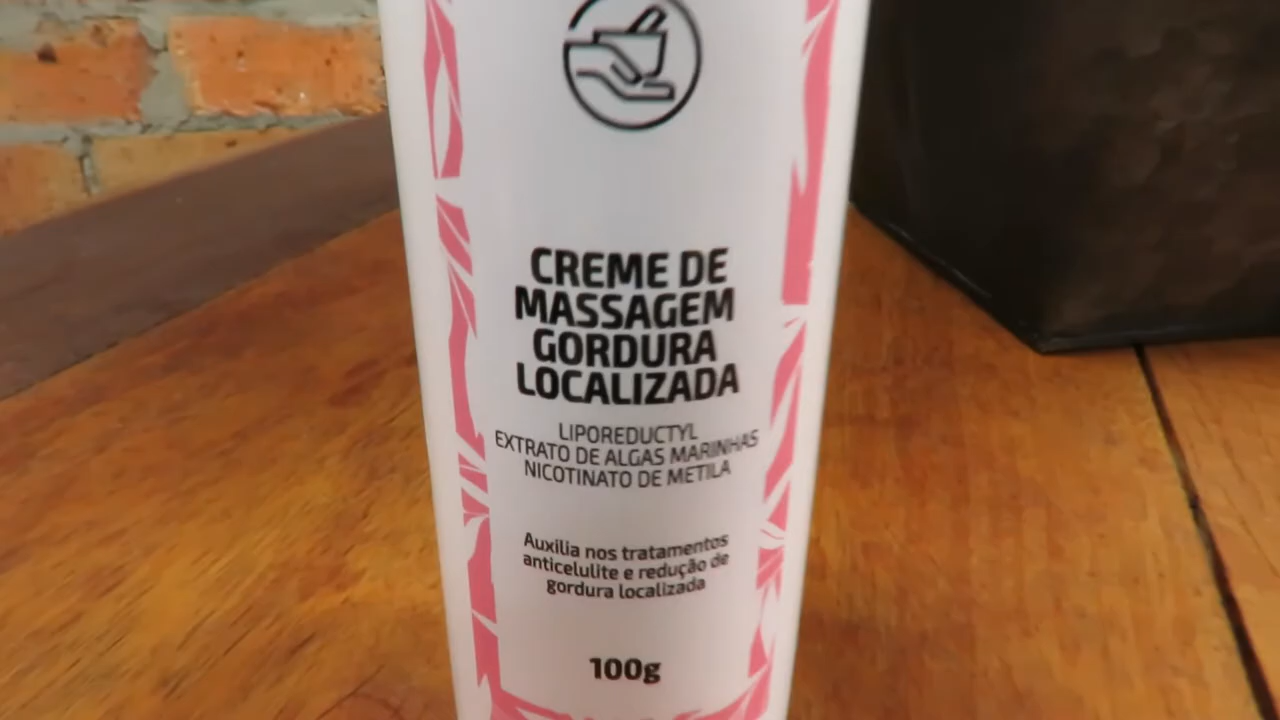 CREME DE
MASSAGEM
GORDURA
LOCALIZADA
LIPOREDUCTYL
EXTRATO DE ALGAS MARINHAS
NICOTINATO DE METILA
Auxilia nos tratamentos
anticelulite e redução de
gordura localizada
100g